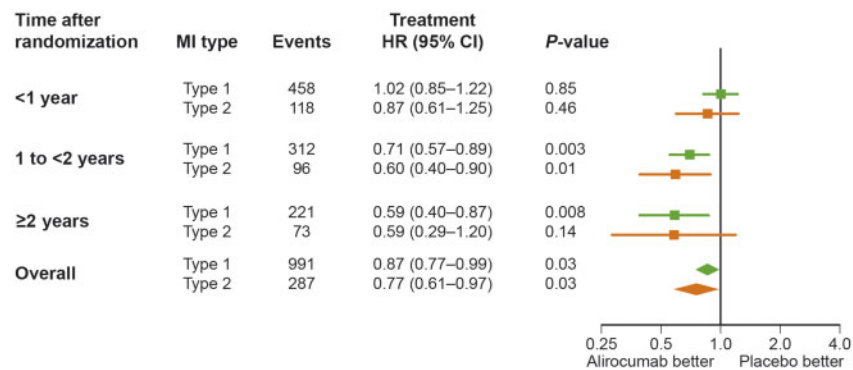 Time after randomization MI type Events Treatment HR (95% CI) P-value
<1 year
Type 1 458 1.02 (0.85–1.22) 0.85
Type 2 118 0.87 (0.61–1.25) 0.46
1 to <2 years
Type 1 312 0.71 (0.57–0.89) 0.003
Type 2 96 0.60 (0.40–0.90) 0.01
≥2 years
Type 1 221 0.59 (0.40–0.87) 0.008
Type 2 73 0.59 (0.29–1.20) 0.14
Overall
Type 1 991 0.87 (0.77–0.99) 0.03
Type 2 287 0.77 (0.61–0.97) 0.03
0.25 0.5 1.0 2.0 4.0
Alirocumab better Placebo better